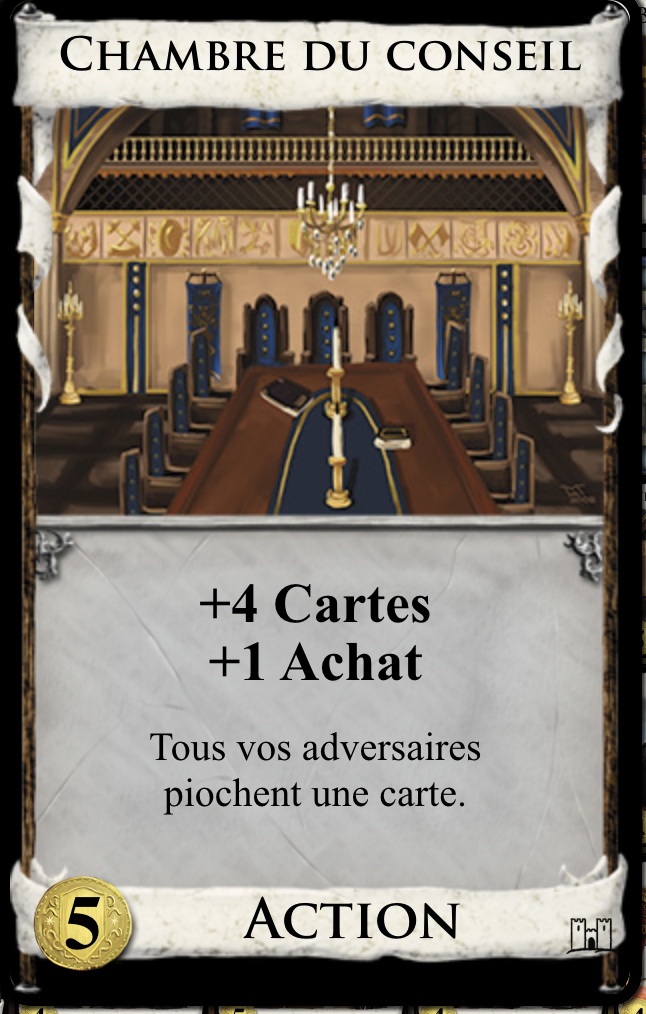 CHAMBRE DU CONSEIL
+4 Cartes
+1 Achat
Tous vos adversaires
piochent une carte.
5
ACTION